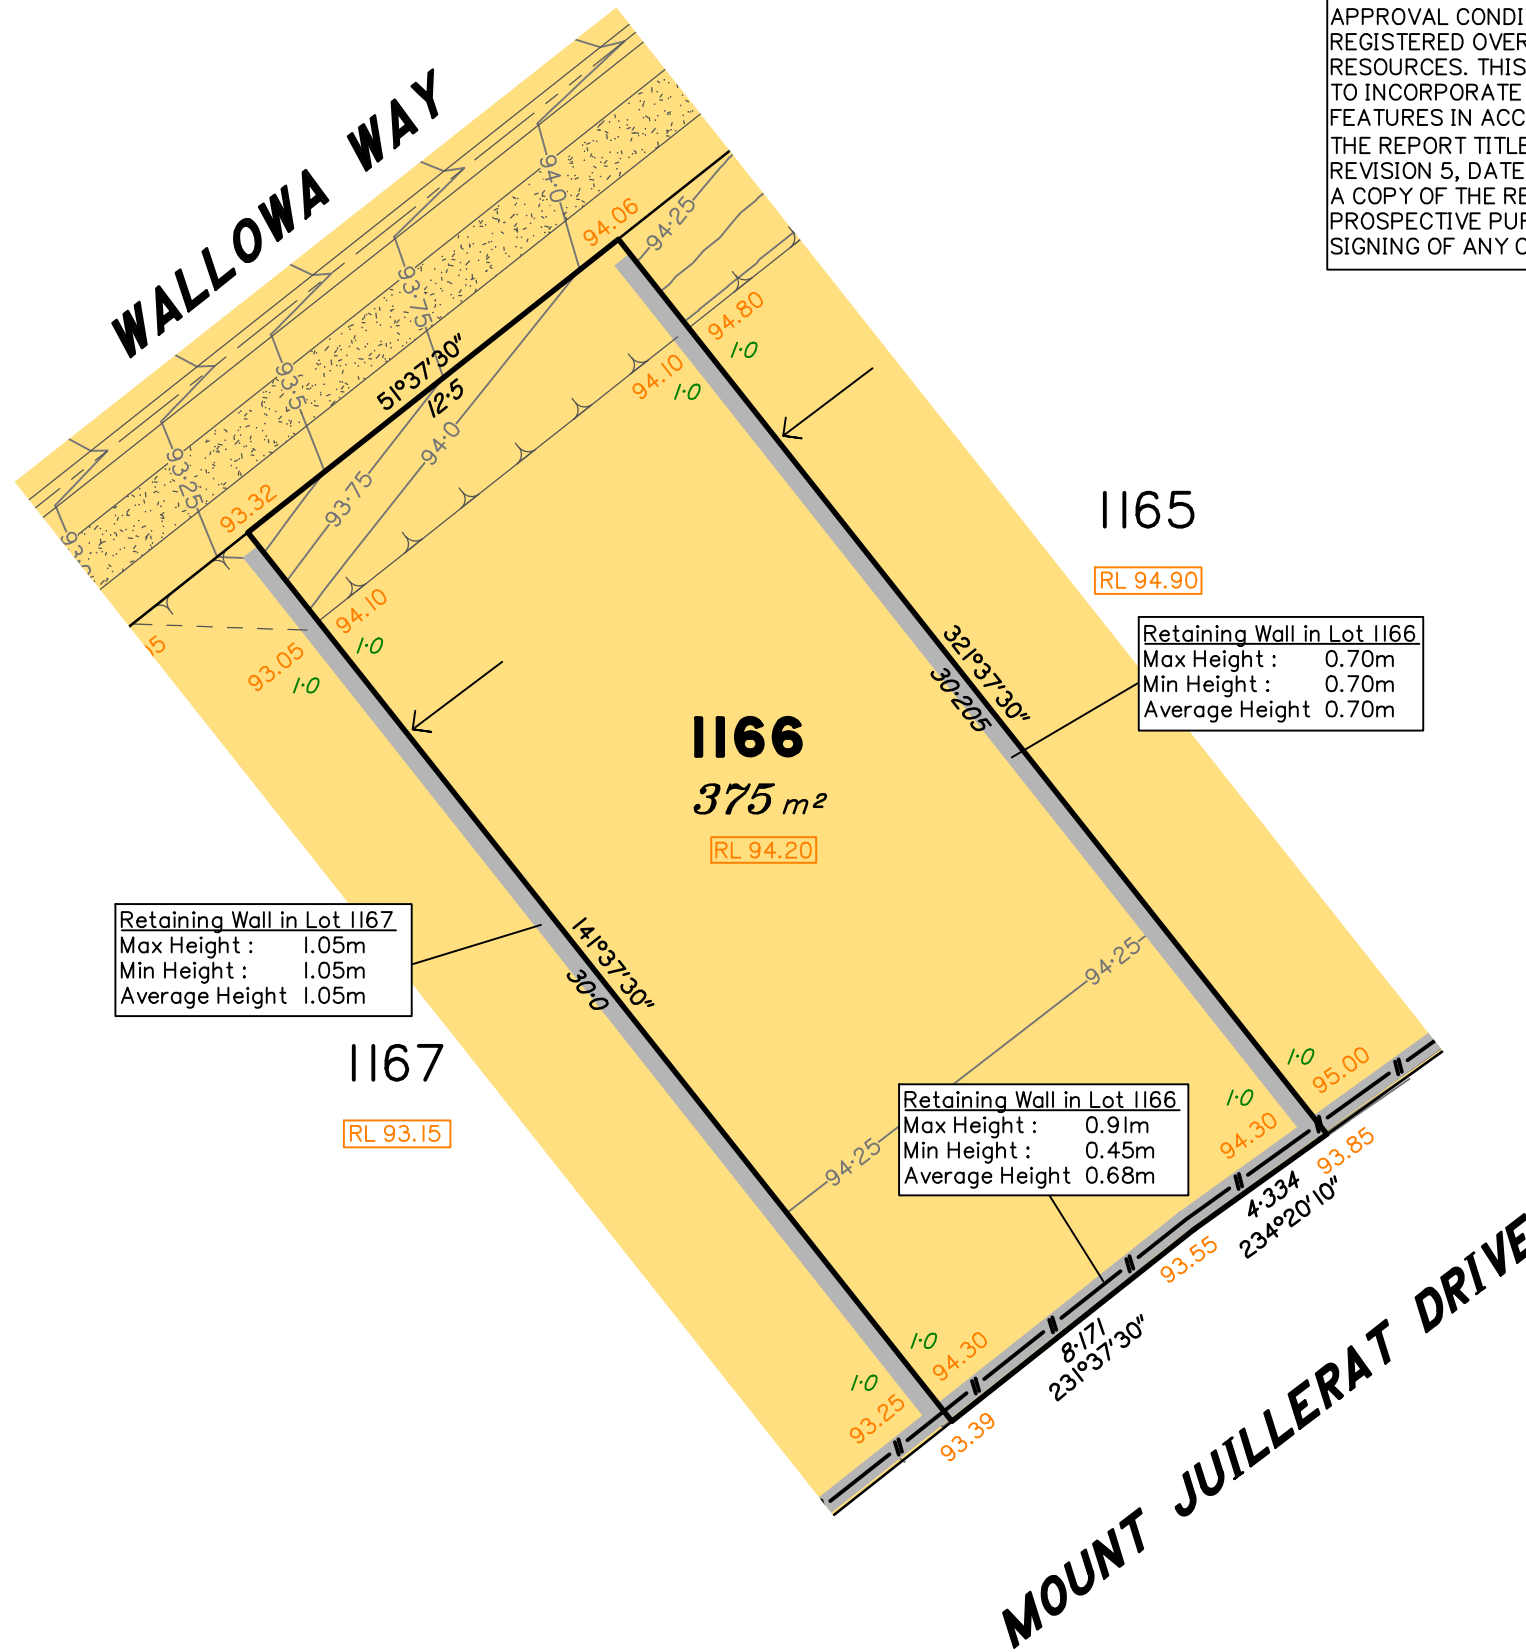 APPROVAL CONDI
REGISTERED OVER
RESOURCES. THIS
TO INCORPORATE
FEATURES IN ACC
THE REPORT TITLE
REVISION 5, DATE
A COPY OF THE RE
PROSPECTIVE PUR
SIGNING OF ANY C
WALLOWA WAY
94·0
94.06
94·25
93·75
93·5
93·25
93.32
51°37'30"
12·5
94·0
93·75
94.80
1·0
94.10
1·0
94.10
1·0
93.05
1·0
1165
RL 94.90
Retaining Wall in Lot 1166
Max Height : 0.70m
Min Height : 0.70m
Average Height 0.70m
321°37'30"
30·205
1166
375 m²
RL 94.20
Retaining Wall in Lot 1167
Max Height : 1.05m
Min Height : 1.05m
Average Height 1.05m
141°37'30"
30·0
1167
RL 93.15
94·25
94·25
Retaining Wall in Lot 1166
Max Height : 0.91m
Min Height : 0.45m
Average Height 0.68m
1·0
95.00
1·0
94.30
93.85
4·334
234°20'10"
93.55
8·171
231°37'30"
1·0
94.30
1·0
93.25
93.39
MOUNT JUILLERAT DRIVE